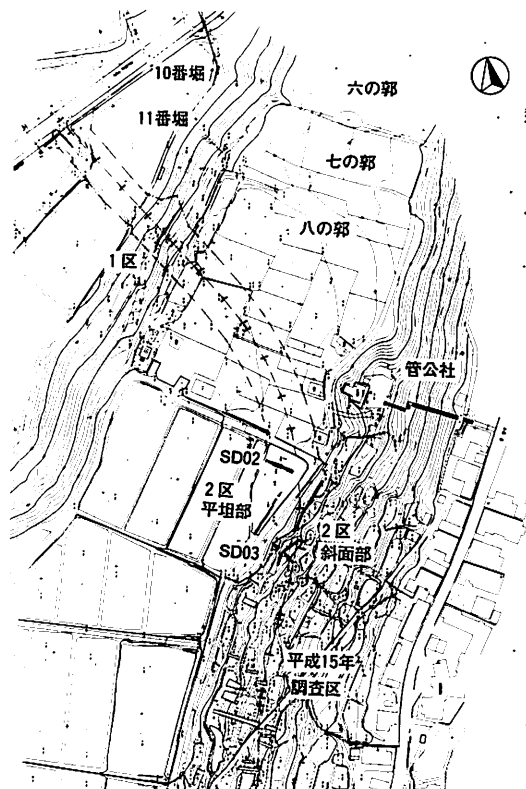 10番堀
11番堀
六の郭
七の郭
八の郭
1区
管公社
SD02
2区
平坦部
SD03
2区
斜面部
平成15年
調査区